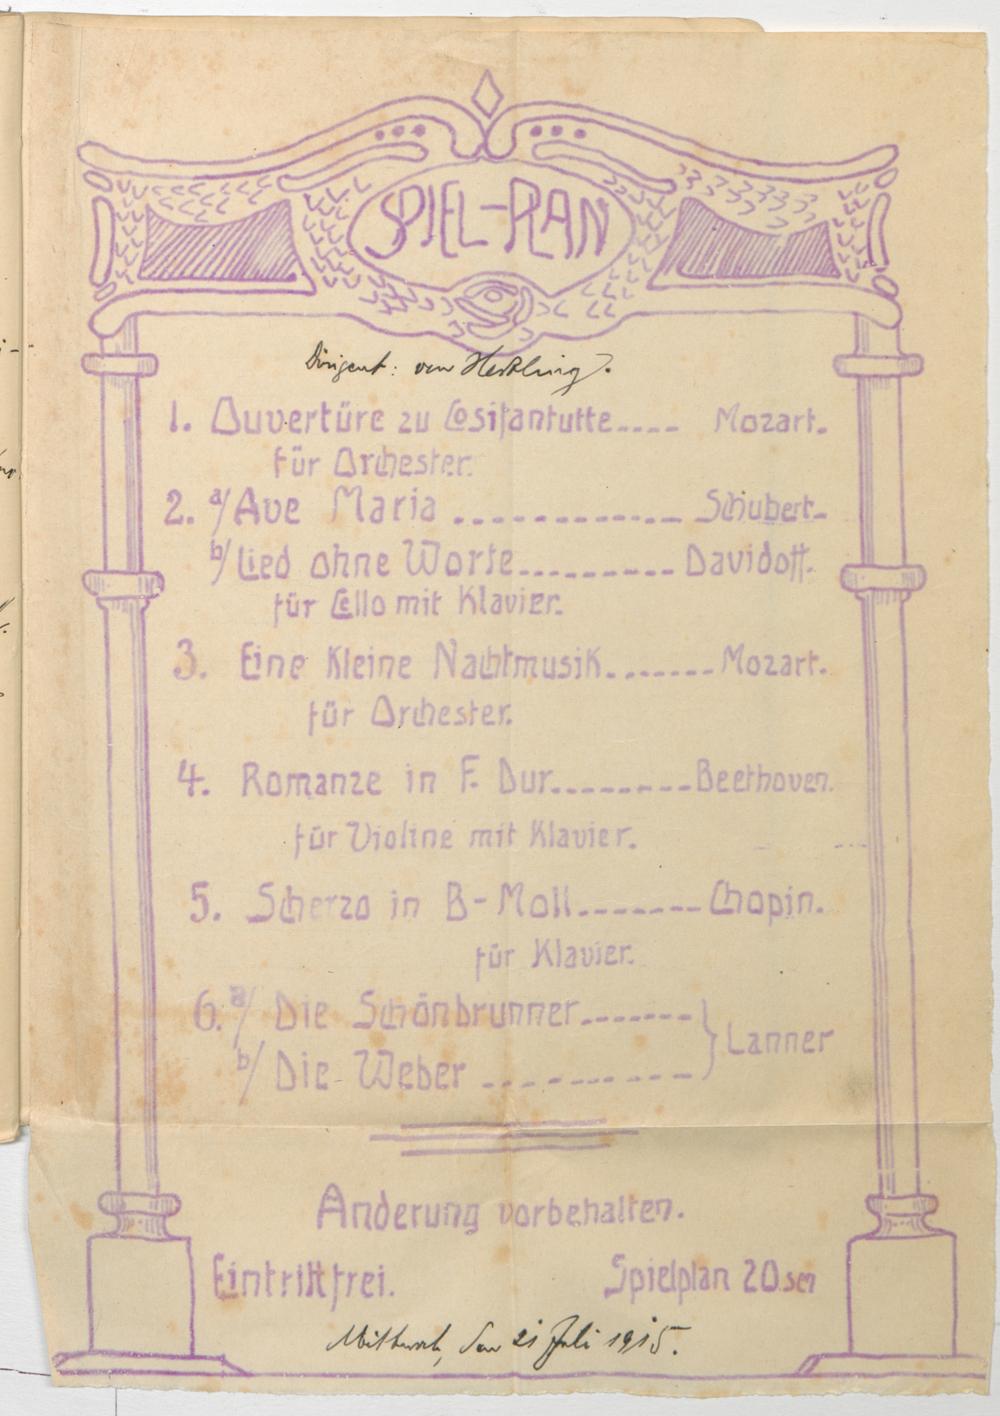 SPIEL-PLAN
Dirigent: von Hertling.
1. Ouvertüre zu Cosifantutte.... Mozart.
für Orchester.
2. a/ Ave Maria ............. Schubert.
b/ Lied ohne Worte.......... Davidoff.
für Cello mit Klavier.
3. Eine Kleine Nachtmusik....... Mozart.
für Orchester.
4. Romanze in F. Dur......... Beethoven.
für Violine mit Klavier.
5. Scherzo in B-Moll....... Chopin.
für Klavier.
6. a/ Die Schönbrunner.......
b/ Die Weber ...........
} Lanner
Anderung vorbehalten.
Eintritt frei. Spielplan 20 sen
Mittwoch, den 21 Juli 1915.